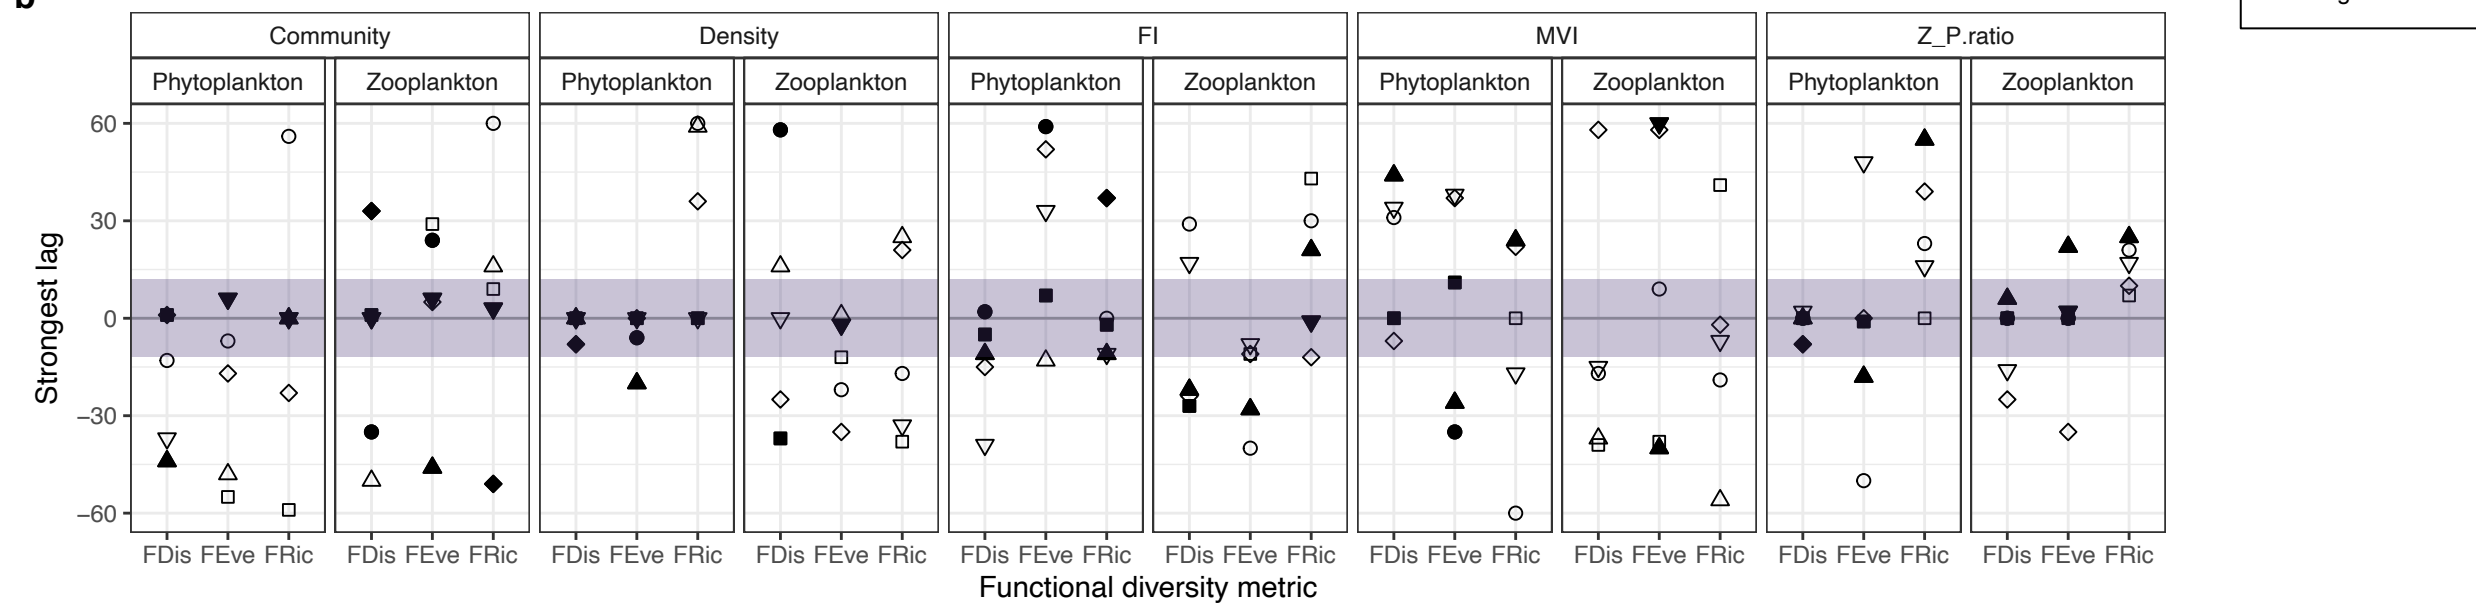 b
Community Density FI MVI Z_P.ratio
Phytoplankton Zooplankton Phytoplankton Zooplankton Phytoplankton Zooplankton Phytoplankton Zooplankton Phytoplankton Zooplankton
60
30
0
−30
−60
Strongest lag
FDis FEve FRic FDis FEve FRic FDis FEve FRic FDis FEve FRic FDis FEve FRic FDis FEve FRic FDis FEve FRic FDis FEve FRic FDis FEve FRic FDis FEve FRic
Functional diversity metric